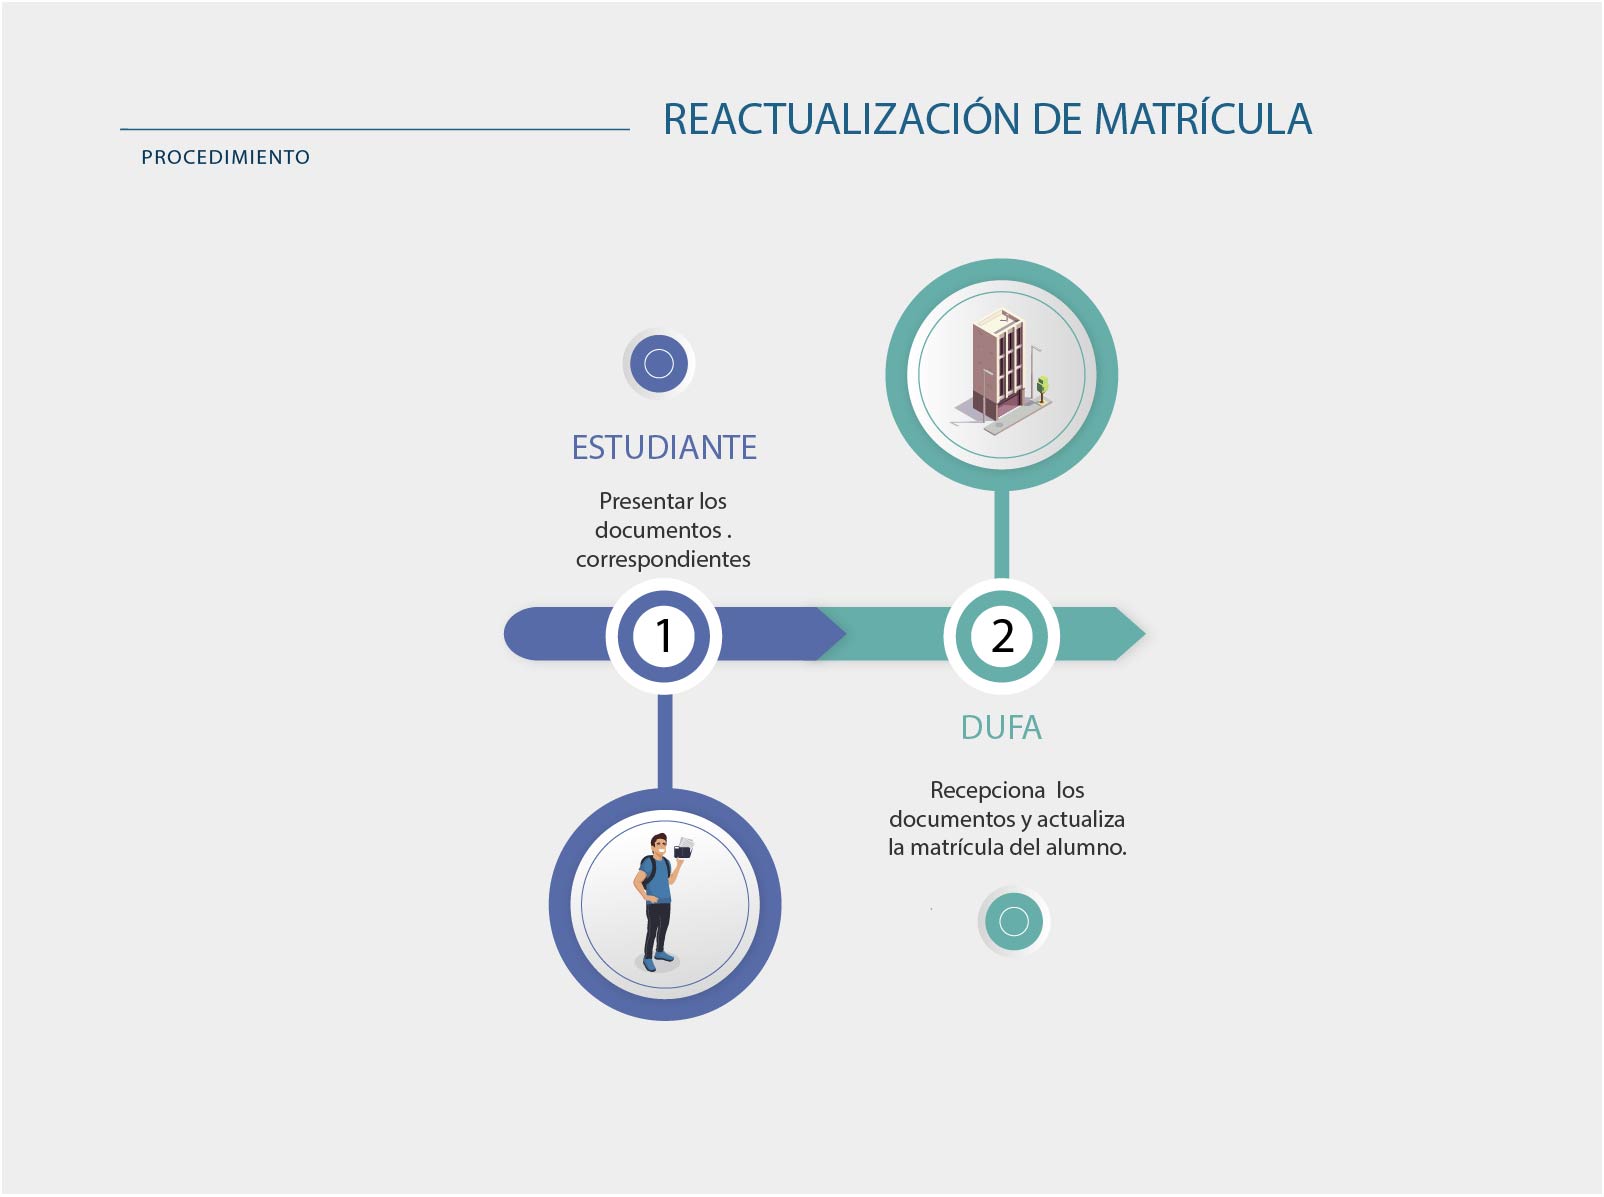 REACTUALIZACIÓN DE MATRÍCULA
PROCEDIMIENTO
ESTUDIANTE
Presentar los
documentos .
correspondientes
1
2
DUFA
Recepciona los
documentos y actualiza
la matrícula del alumno.